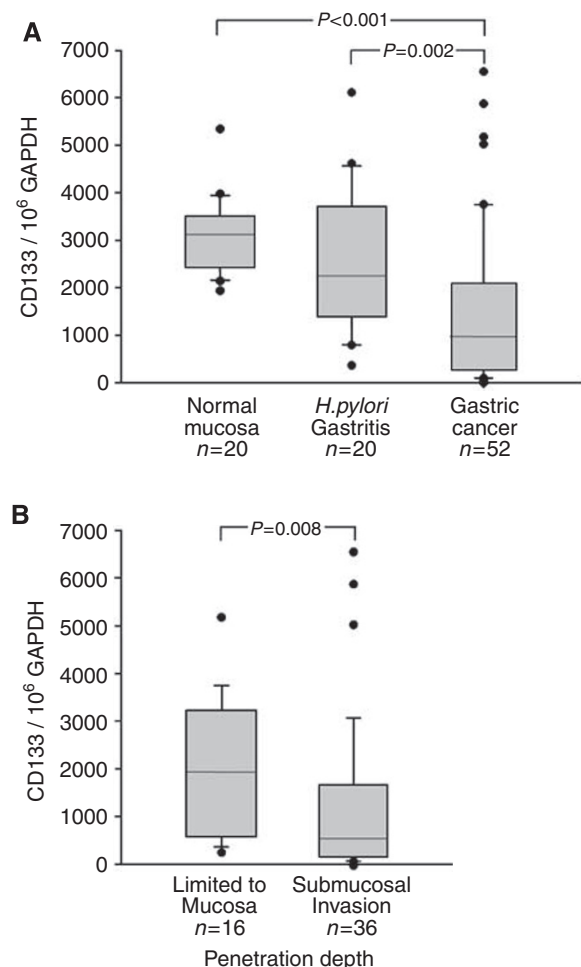 A
P<0.001
P=0.002
7000
6000
5000
4000
3000
2000
1000
0
CD133 / 10⁶ GAPDH
Normal
mucosa
n=20
H.pylori
Gastritis
n=20
Gastric
cancer
n=52
B
P=0.008
7000
6000
5000
4000
3000
2000
1000
0
CD133 / 10⁶ GAPDH
Limited to
Mucosa
n=16
Submucosal
Invasion
n=36
Penetration depth